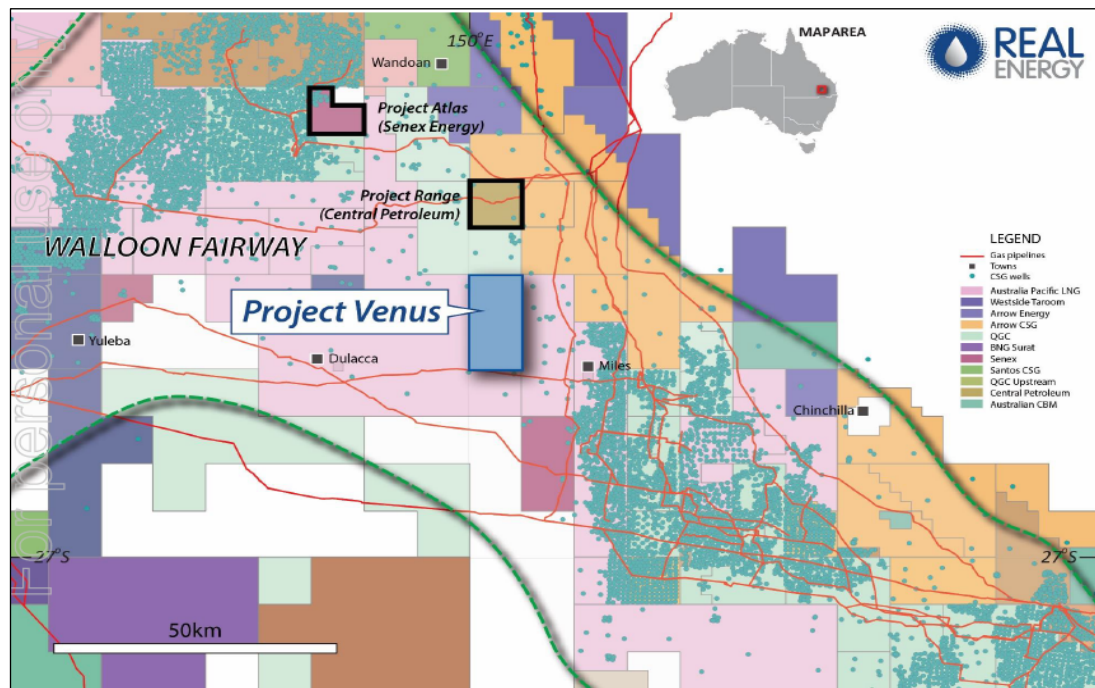 150°E
MAPAREA
REAL
ENERGY
Wandoan
Project Atlas
(Senex Energy)
Project Range
(Central Petroleum)
WALLOON FAIRWAY
Project Venus
Yuleba
Dulacca
Miles
Chinchilla
LEGEND
Gas pipelines
Towns
CSG wells
Australia Pacific LNG
Westside Taroom
Arrow Energy
Arrow CSG
QGC
BNG Surat
Senex
Santos CSG
QGC Upstream
Central Petroleum
Australian CBM
27°S
27°S
50km
For personal use only